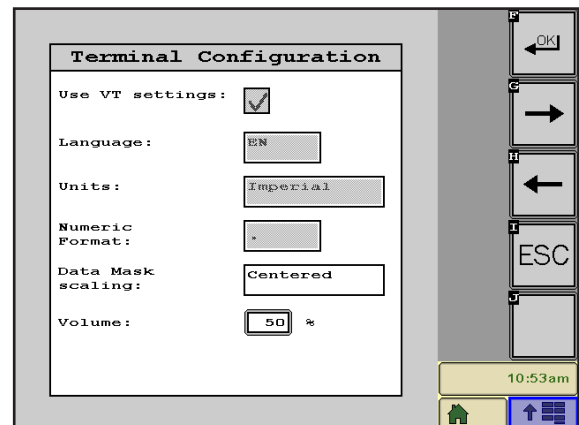 Terminal Configuration
Use VT settings:
Language:
EN
Units:
Imperial
Numeric
Format:
.
Data Mask
scaling:
Centered
Volume:
50 %
F
OK
G
H
I
ESC
J
10:53am